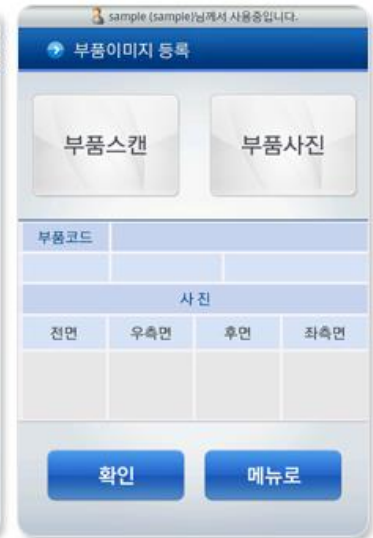 sample (sample)님께서 사용중입니다.
부품이미지 등록
부품스캔 부품사진
부품코드
사진
전면 우측면 후면 좌측면
확인 메뉴로